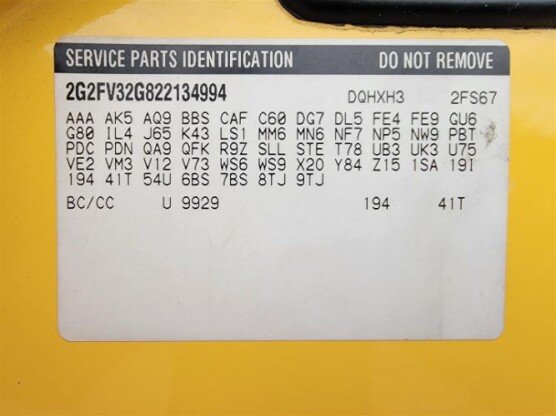 SERVICE PARTS IDENTIFICATION DO NOT REMOVE
2G2FV32G822134994 DQHXH3 2FS67
AAA AK5 AQ9 BBS CAF C60 DG7 DL5 FE4 FE9 GU6
G80 IL4 J65 K43 LS1 MM6 MN6 NF7 NP5 NW9 PBT
PDC PDN QA9 QFK R9Z SLL STE T78 UB3 UK3 U75
VE2 VM3 V12 V73 WS6 WS9 X20 Y84 Z15 1SA 19I
194 41T 54U 6BS 7BS 8TJ 9TJ
BC/CC U 9929 194 41T